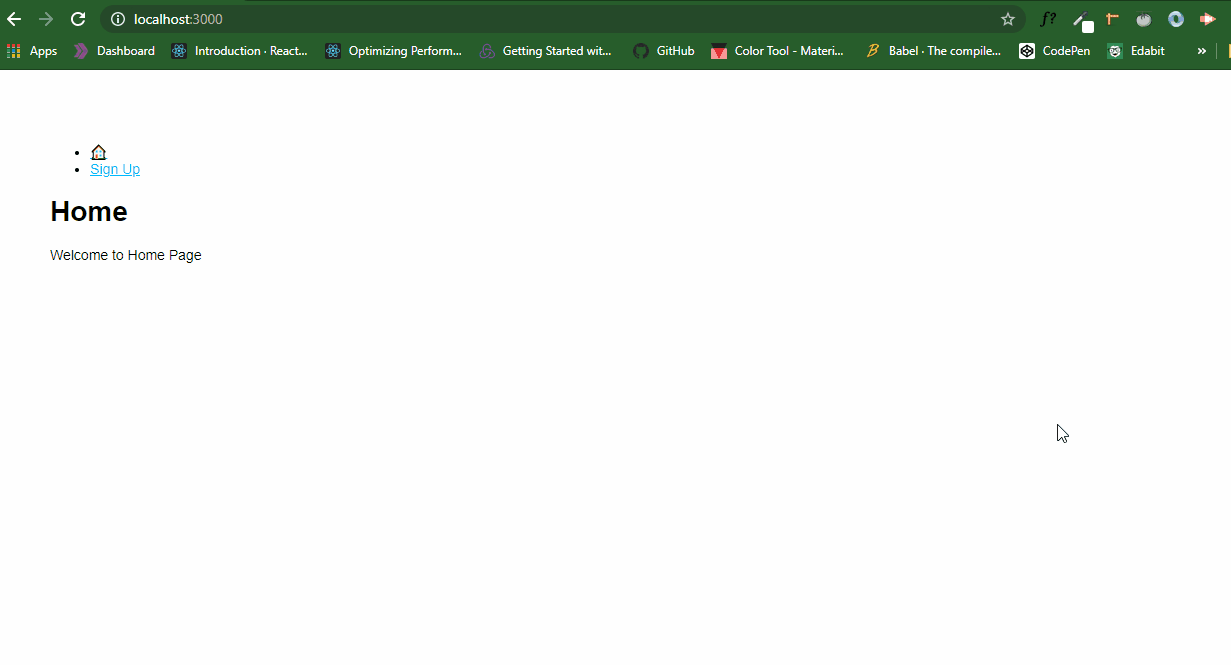 localhost:3000
f?
Apps Dashboard Introduction · React... Optimizing Perform... Getting Started wit... GitHub Color Tool - Materi... Babel · The compile... CodePen Edabit »
Sign Up
Home
Welcome to Home Page